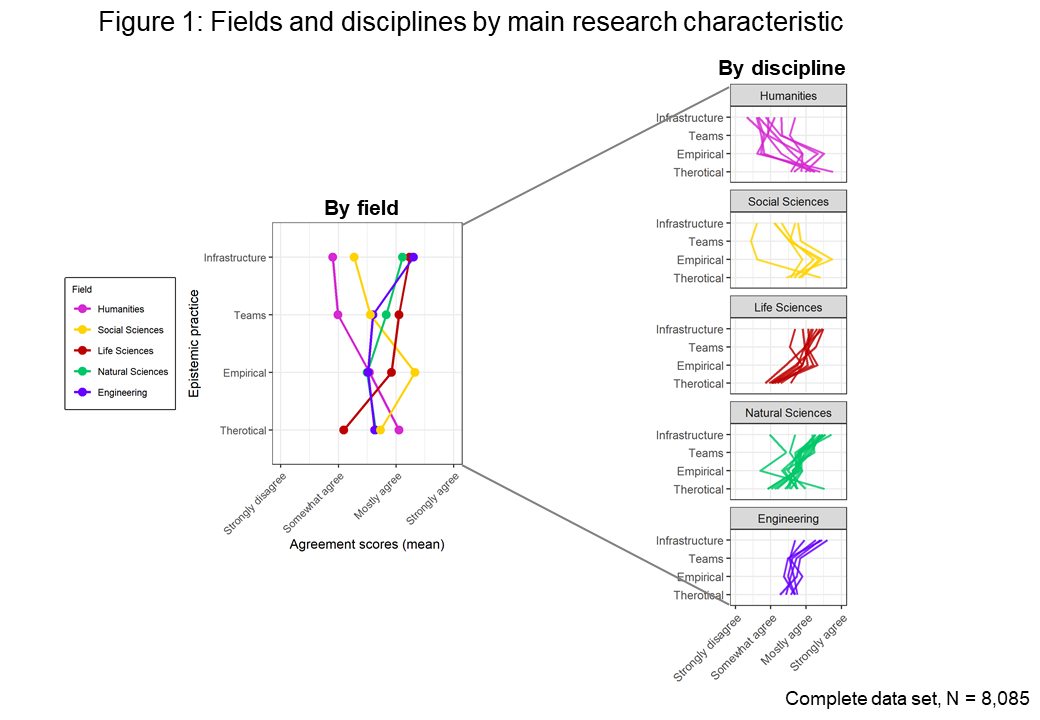 Figure 1: Fields and disciplines by main research characteristic
By field
Infrastructure
Teams
Empirical
Therotical
Epistemic practice
Strongly disagree
Somewhat agree
Mostly agree
Strongly agree
Agreement scores (mean)
Field
Humanities
Social Sciences
Life Sciences
Natural Sciences
Engineering
By discipline
Humanities
Infrastructure
Teams
Empirical
Therotical
Social Sciences
Infrastructure
Teams
Empirical
Therotical
Life Sciences
Infrastructure
Teams
Empirical
Therotical
Natural Sciences
Infrastructure
Teams
Empirical
Therotical
Engineering
Infrastructure
Teams
Empirical
Therotical
Strongly disagree
Somewhat agree
Mostly agree
Strongly agree
Complete data set, N = 8,085